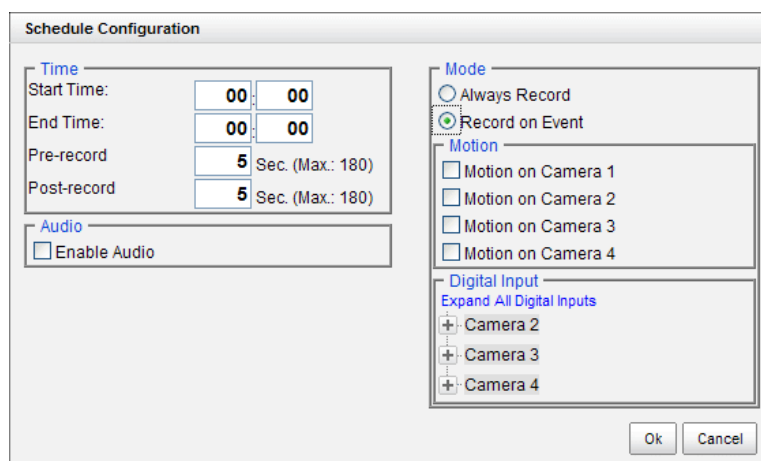 Schedule Configuration
Time
Start Time: 00 : 00
End Time: 00 : 00
Pre-record 5 Sec. (Max.: 180)
Post-record 5 Sec. (Max.: 180)
Audio
Enable Audio
Mode
Always Record
Record on Event
Motion
Motion on Camera 1
Motion on Camera 2
Motion on Camera 3
Motion on Camera 4
Digital Input
Expand All Digital Inputs
Camera 2
Camera 3
Camera 4
Ok Cancel